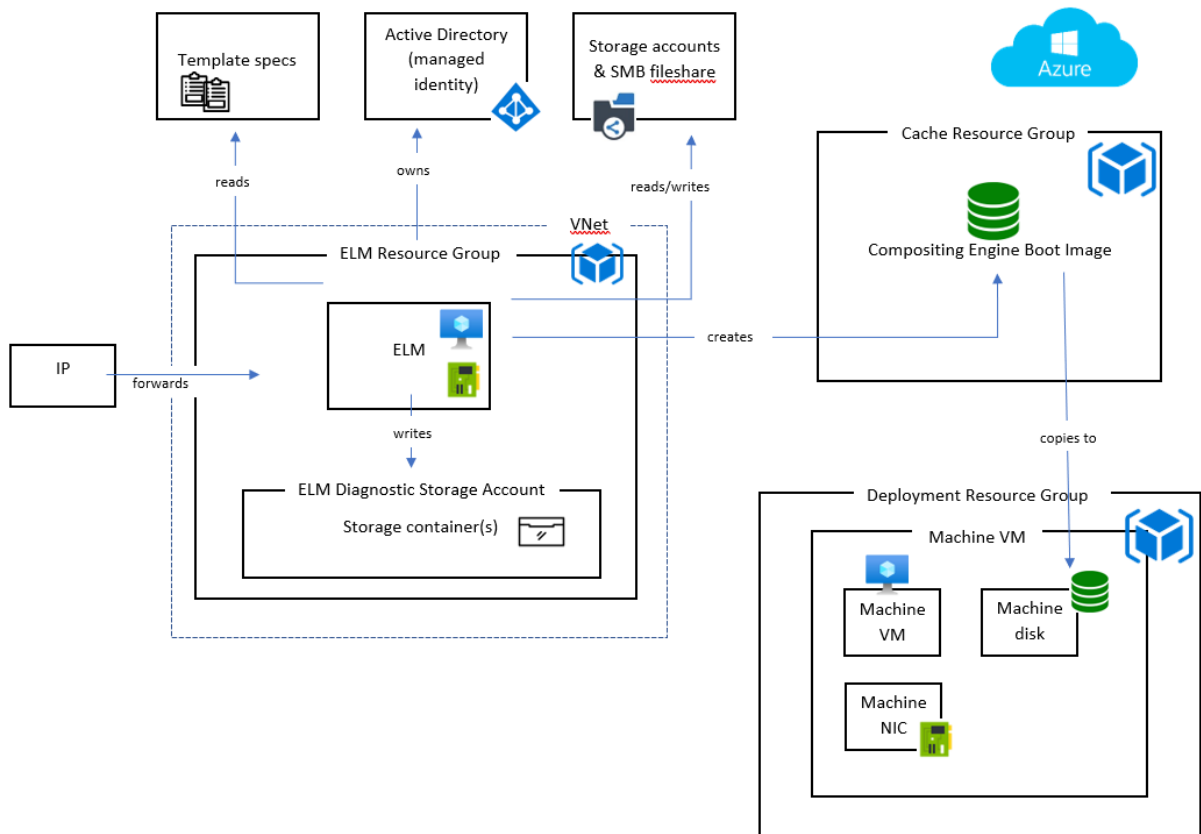 Template specs
Active Directory
(managed
identity)
Storage accounts
& SMB fileshare
Azure
reads
owns
reads/writes
Cache Resource Group
Compositing Engine Boot Image
VNet
ELM Resource Group
ELM
creates
IP
forwards
writes
ELM Diagnostic Storage Account
Storage container(s)
copies to
Deployment Resource Group
Machine VM
Machine
VM
Machine
disk
Machine
NIC